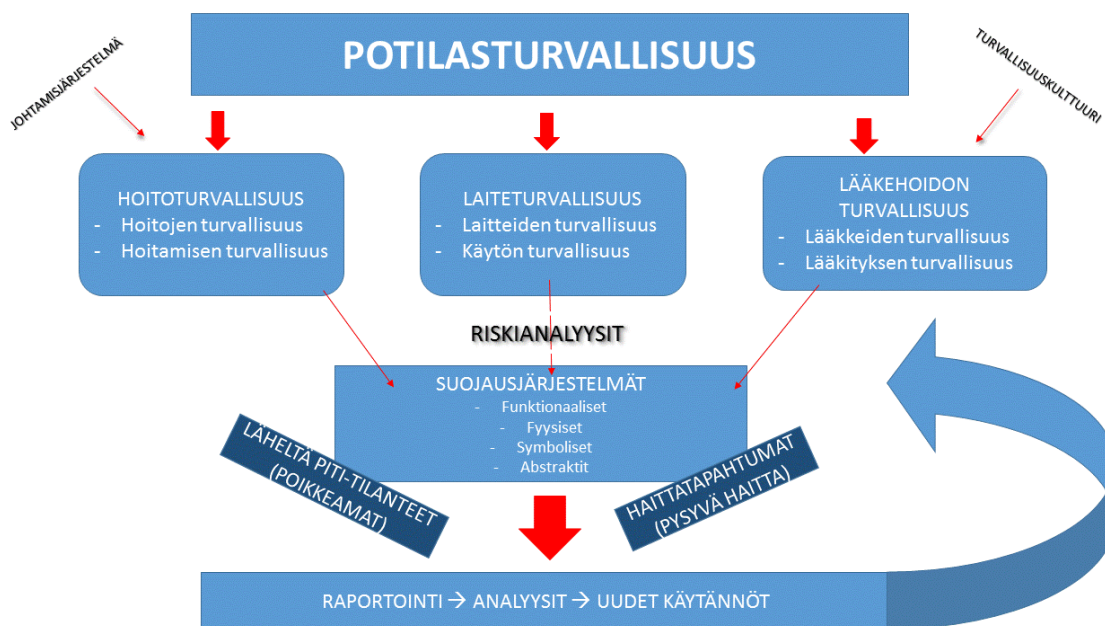 POTILASTURVALLISUUS
JOHTAMISJÄRJESTELMÄ
TURVALLISUUSKULTTUURI
HOITOTURVALLISUUS
- Hoitojen turvallisuus
- Hoitamisen turvallisuus
LAITETURVALLISUUS
- Laitteiden turvallisuus
- Käytön turvallisuus
LÄÄKEHOIDON
TURVALLISUUS
- Lääkkeiden turvallisuus
- Lääkityksen turvallisuus
RISKIANALYYSIT
SUOJAUSJÄRJESTELMÄT
- Funktionaaliset
- Fyysiset
- Symboliset
- Abstraktit
LÄHELTÄ PITI-TILANTEET
(POIKKEAMAT)
HAITTATAPAHTUMAT
(PYSYVÄ HAITTA)
RAPORTOINTI → ANALYYSIT → UUDET KÄYTÄNNÖT